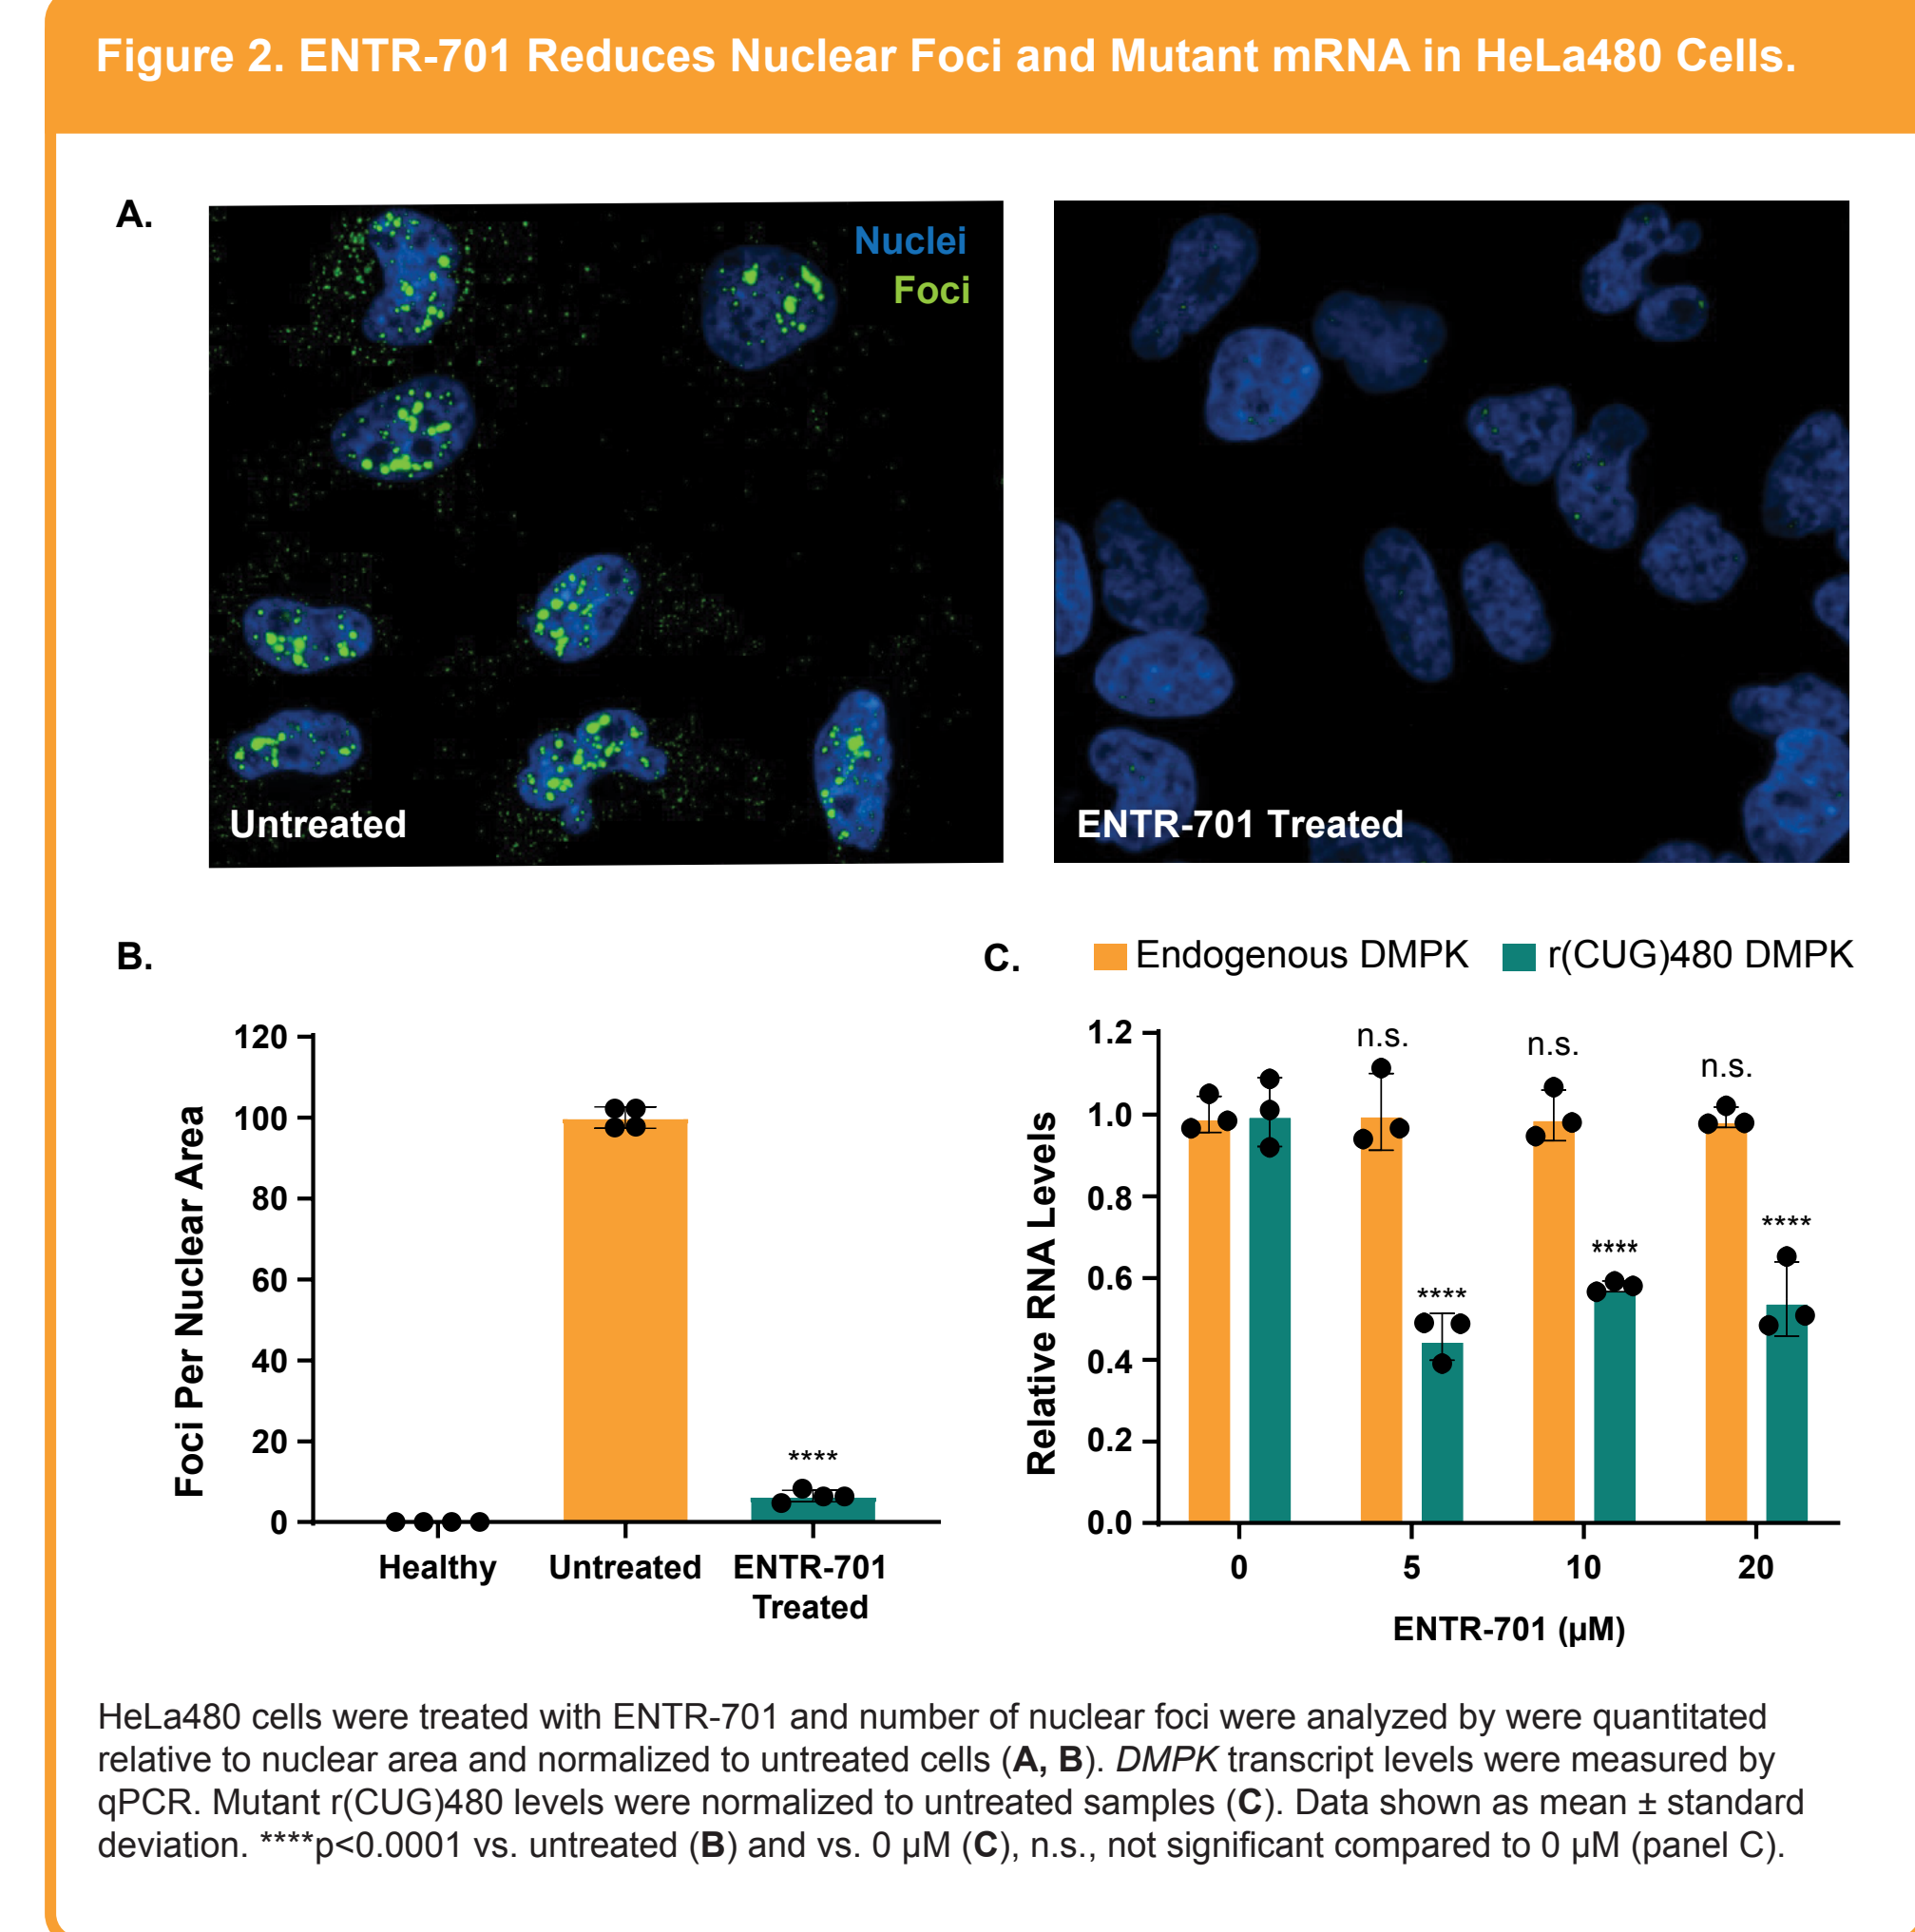 Figure 2. ENTR-701 Reduces Nuclear Foci and Mutant mRNA in HeLa480 Cells.
A.
Nuclei
Foci
Untreated
ENTR-701 Treated
B.
120
100
80
60
40
20
0
Foci Per Nuclear Area
****
Healthy
Untreated
ENTR-701
Treated
C.
Endogenous DMPK
r(CUG)480 DMPK
1.2
1.0
0.8
0.6
0.4
0.2
0.0
Relative RNA Levels
n.s.
n.s.
n.s.
****
****
****
0
5
10
20
ENTR-701 (µM)
HeLa480 cells were treated with ENTR-701 and number of nuclear foci were analyzed by were quantitated
relative to nuclear area and normalized to untreated cells (A, B). DMPK transcript levels were measured by
qPCR. Mutant r(CUG)480 levels were normalized to untreated samples (C). Data shown as mean ± standard
deviation. ****p<0.0001 vs. untreated (B) and vs. 0 µM (C), n.s., not significant compared to 0 µM (panel C).